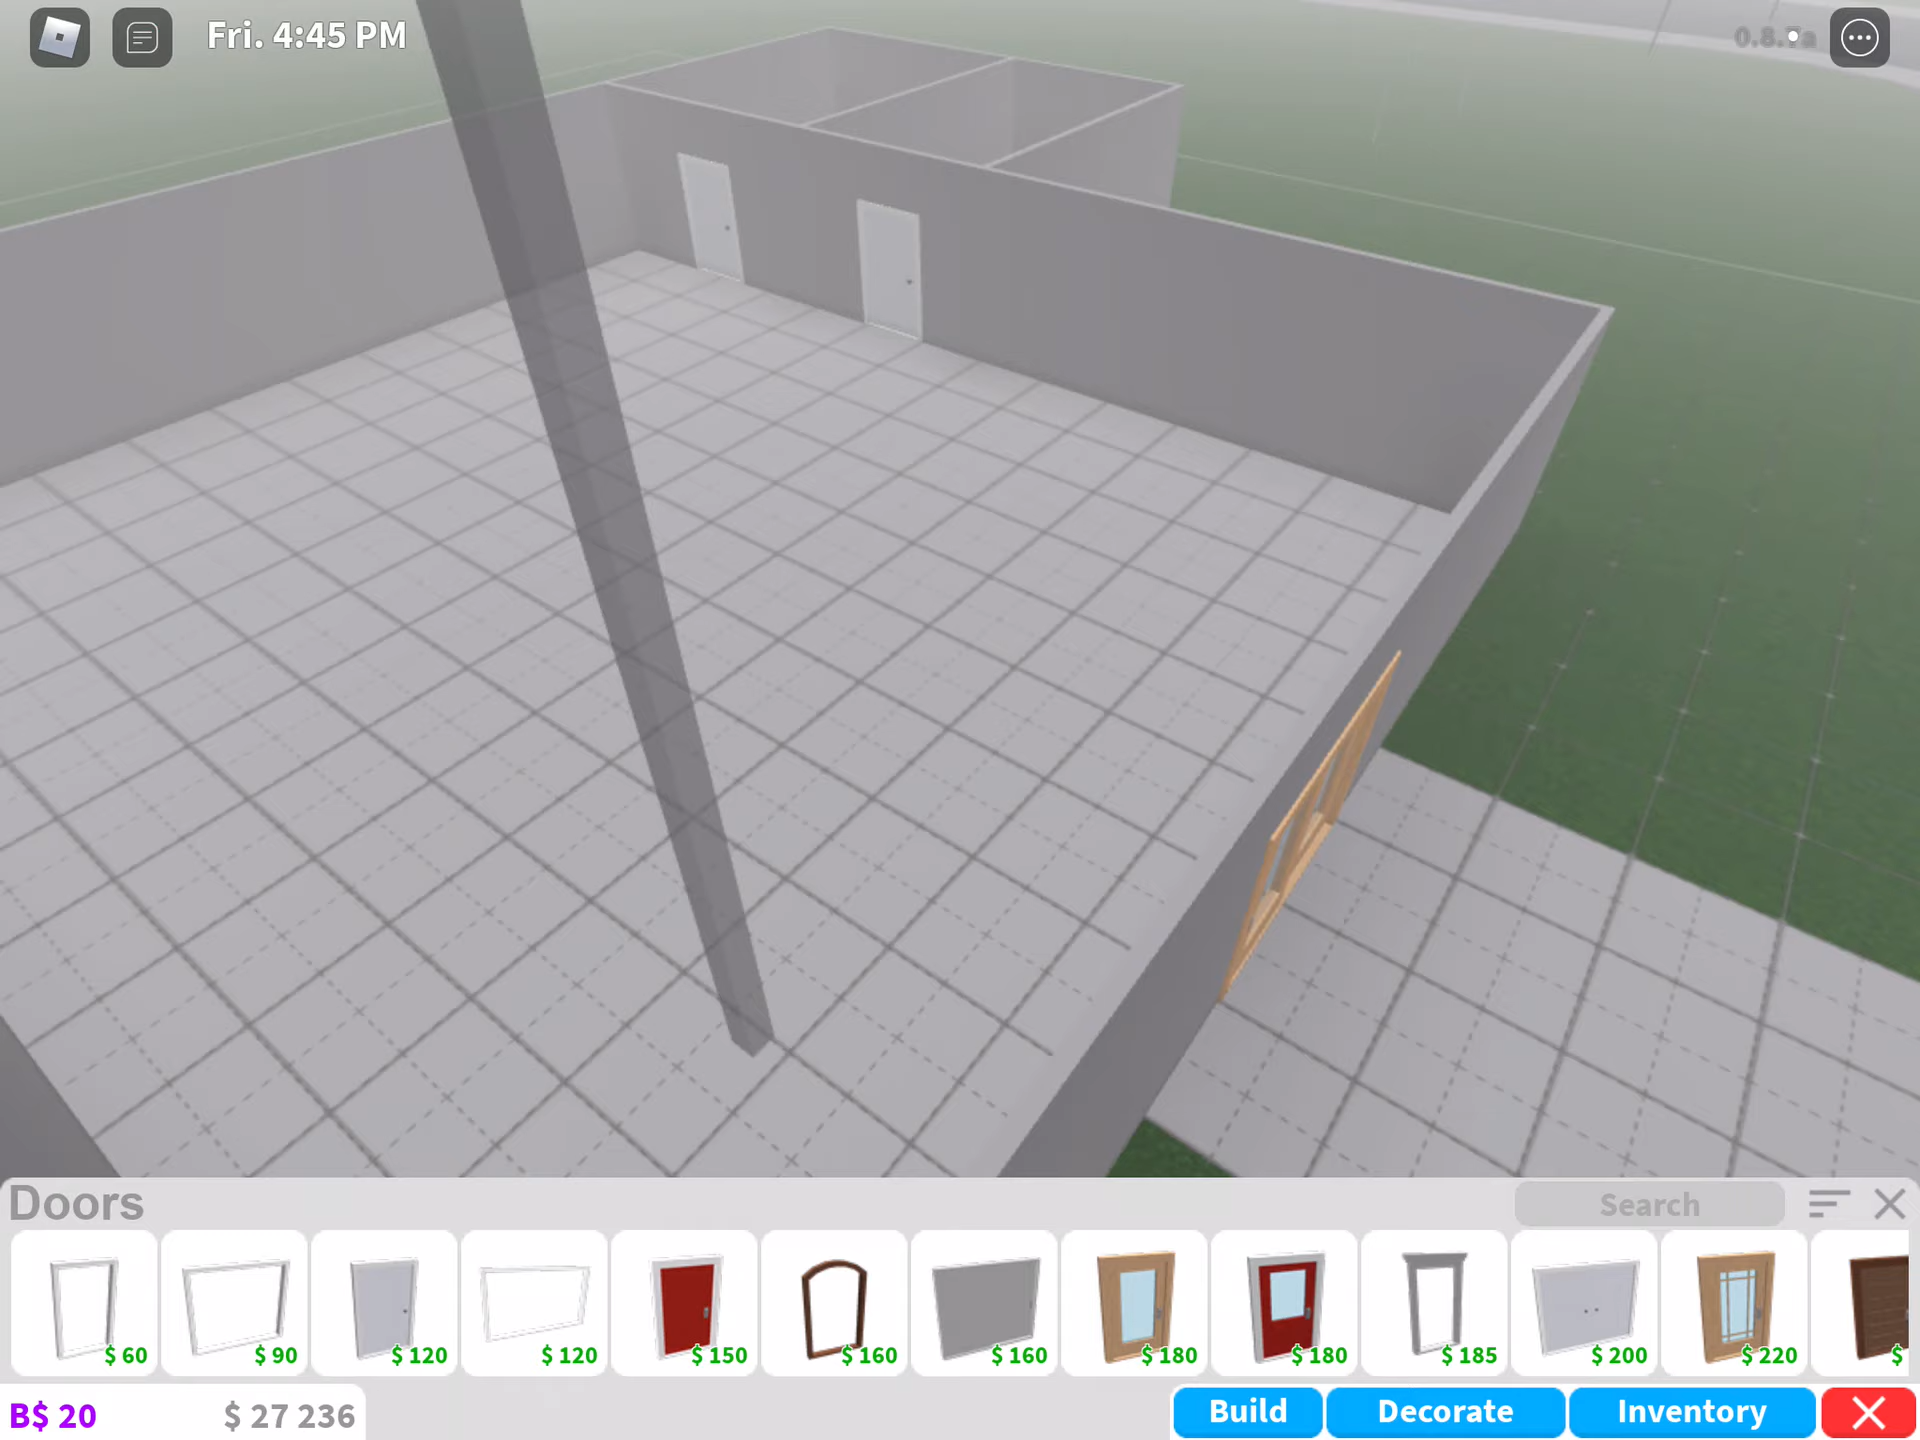 Fri. 4:45 PM
Doors
Search
$ 60
$ 90
$ 120
$ 120
$ 150
$ 160
$ 160
$ 180
$ 180
$ 185
$ 200
$ 220
$
B$ 20
$ 27 236
Build
Decorate
Inventory